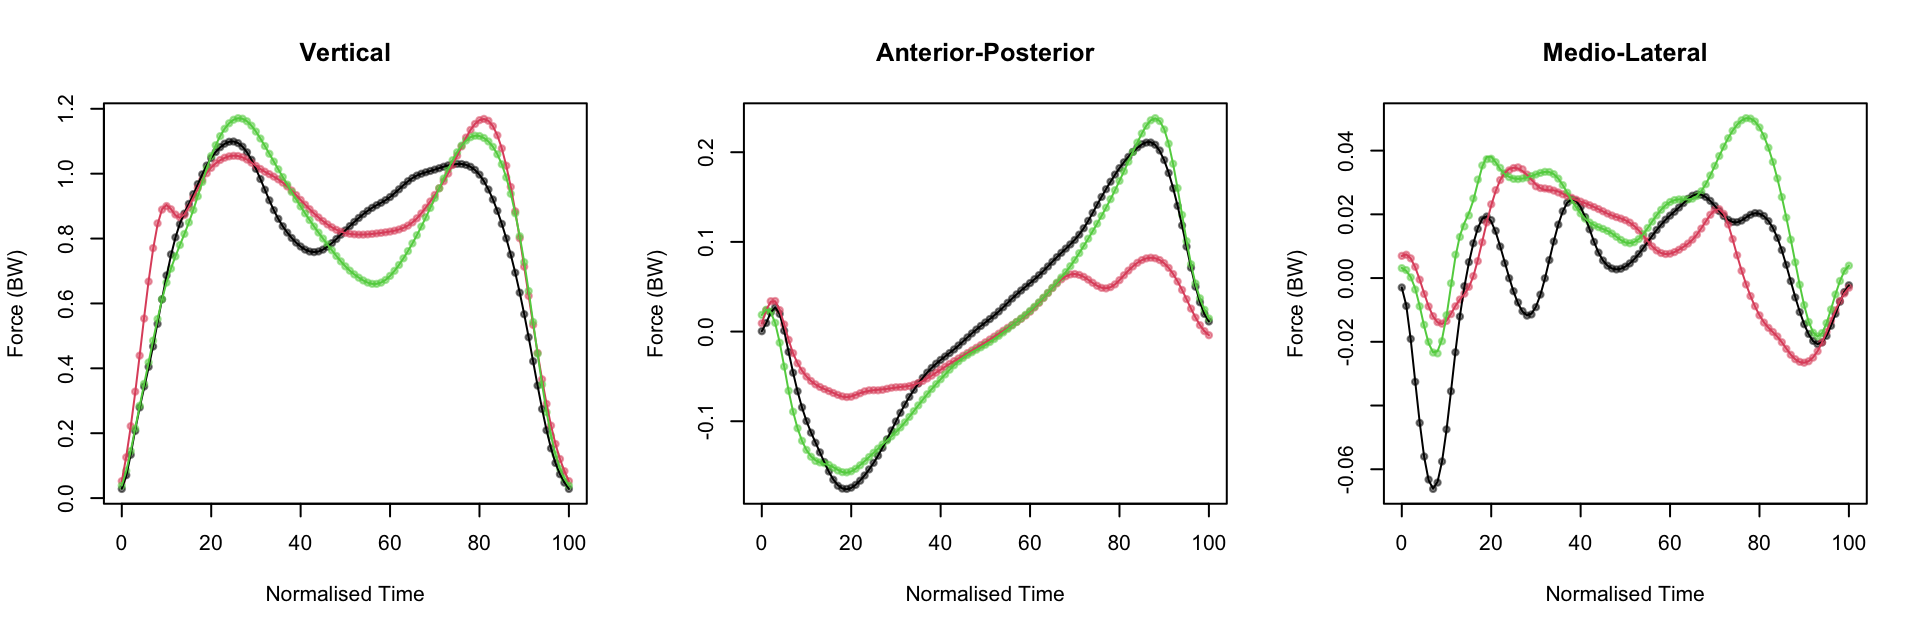 Vertical
Force (BW)
0.0 0.2 0.4 0.6 0.8 1.0 1.2
0 20 40 60 80 100
Normalised Time
Anterior-Posterior
Force (BW)
-0.1 0.0 0.1 0.2
0 20 40 60 80 100
Normalised Time
Medio-Lateral
Force (BW)
-0.06 -0.02 0.00 0.02 0.04
0 20 40 60 80 100
Normalised Time